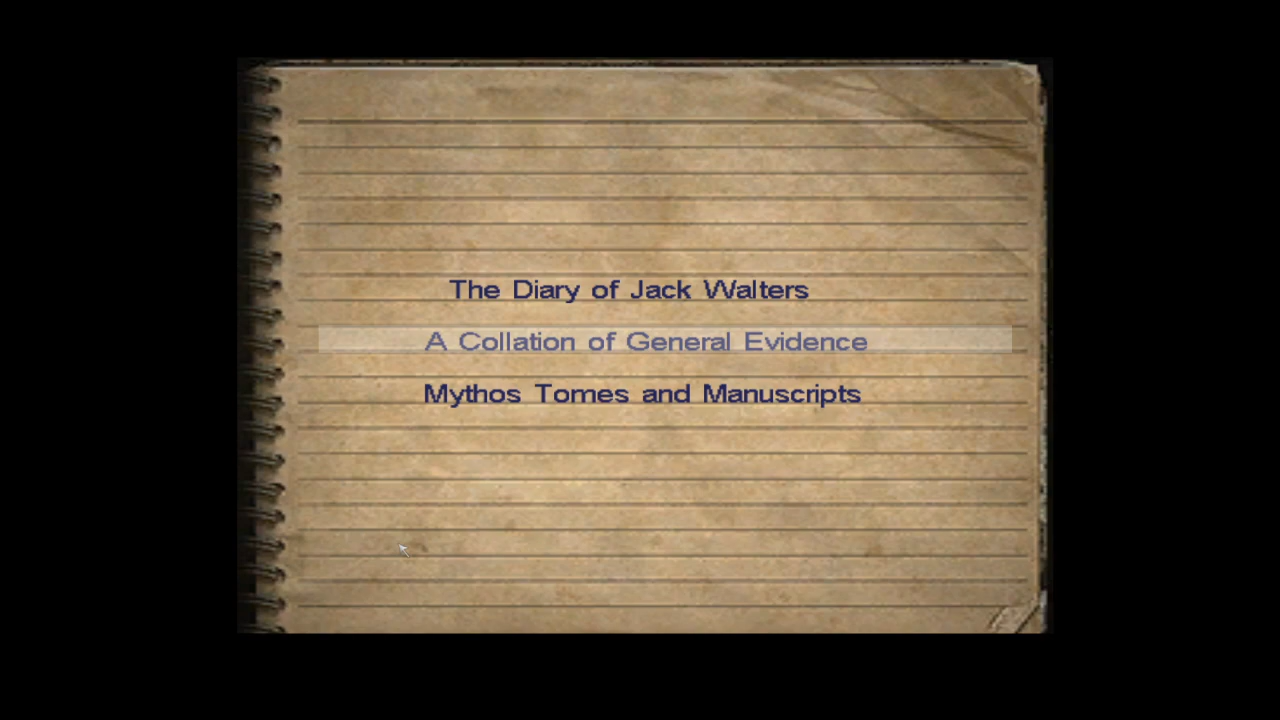 The Diary of Jack Walters
A Collation of General Evidence
Mythos Tomes and Manuscripts